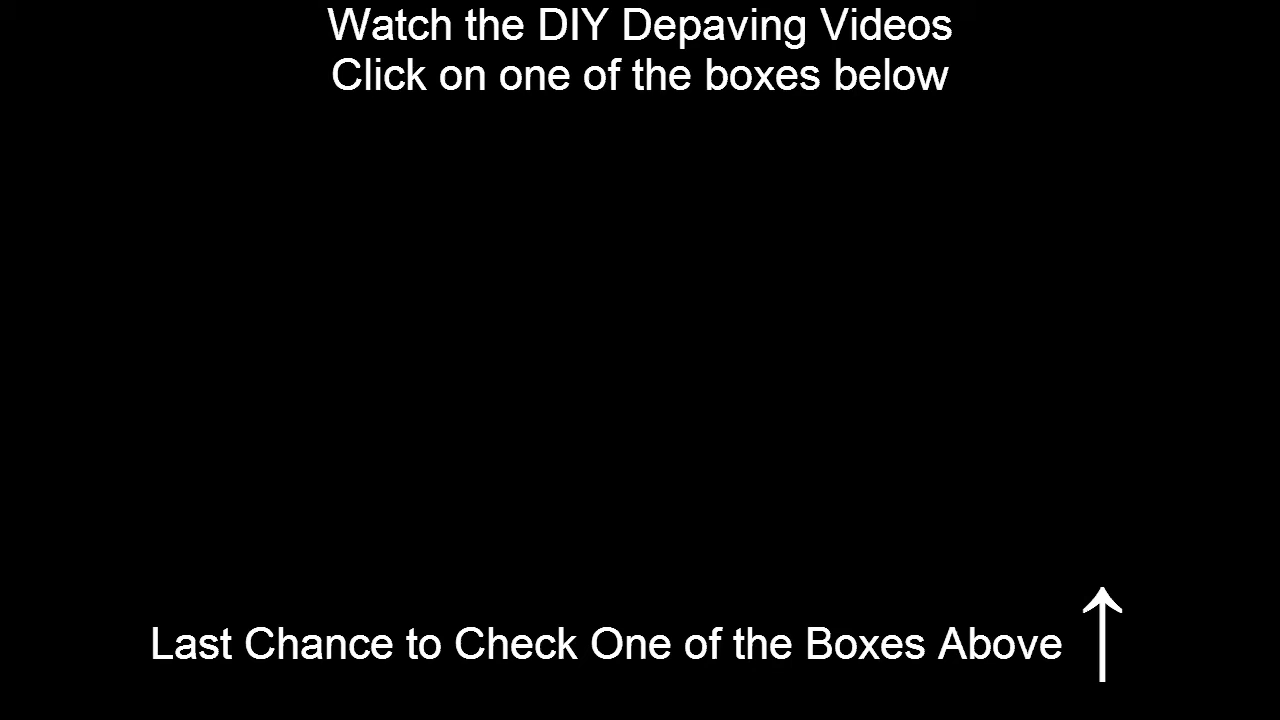 Watch the DIY Depaving Videos
Click on one of the boxes below
Last Chance to Check One of the Boxes Above